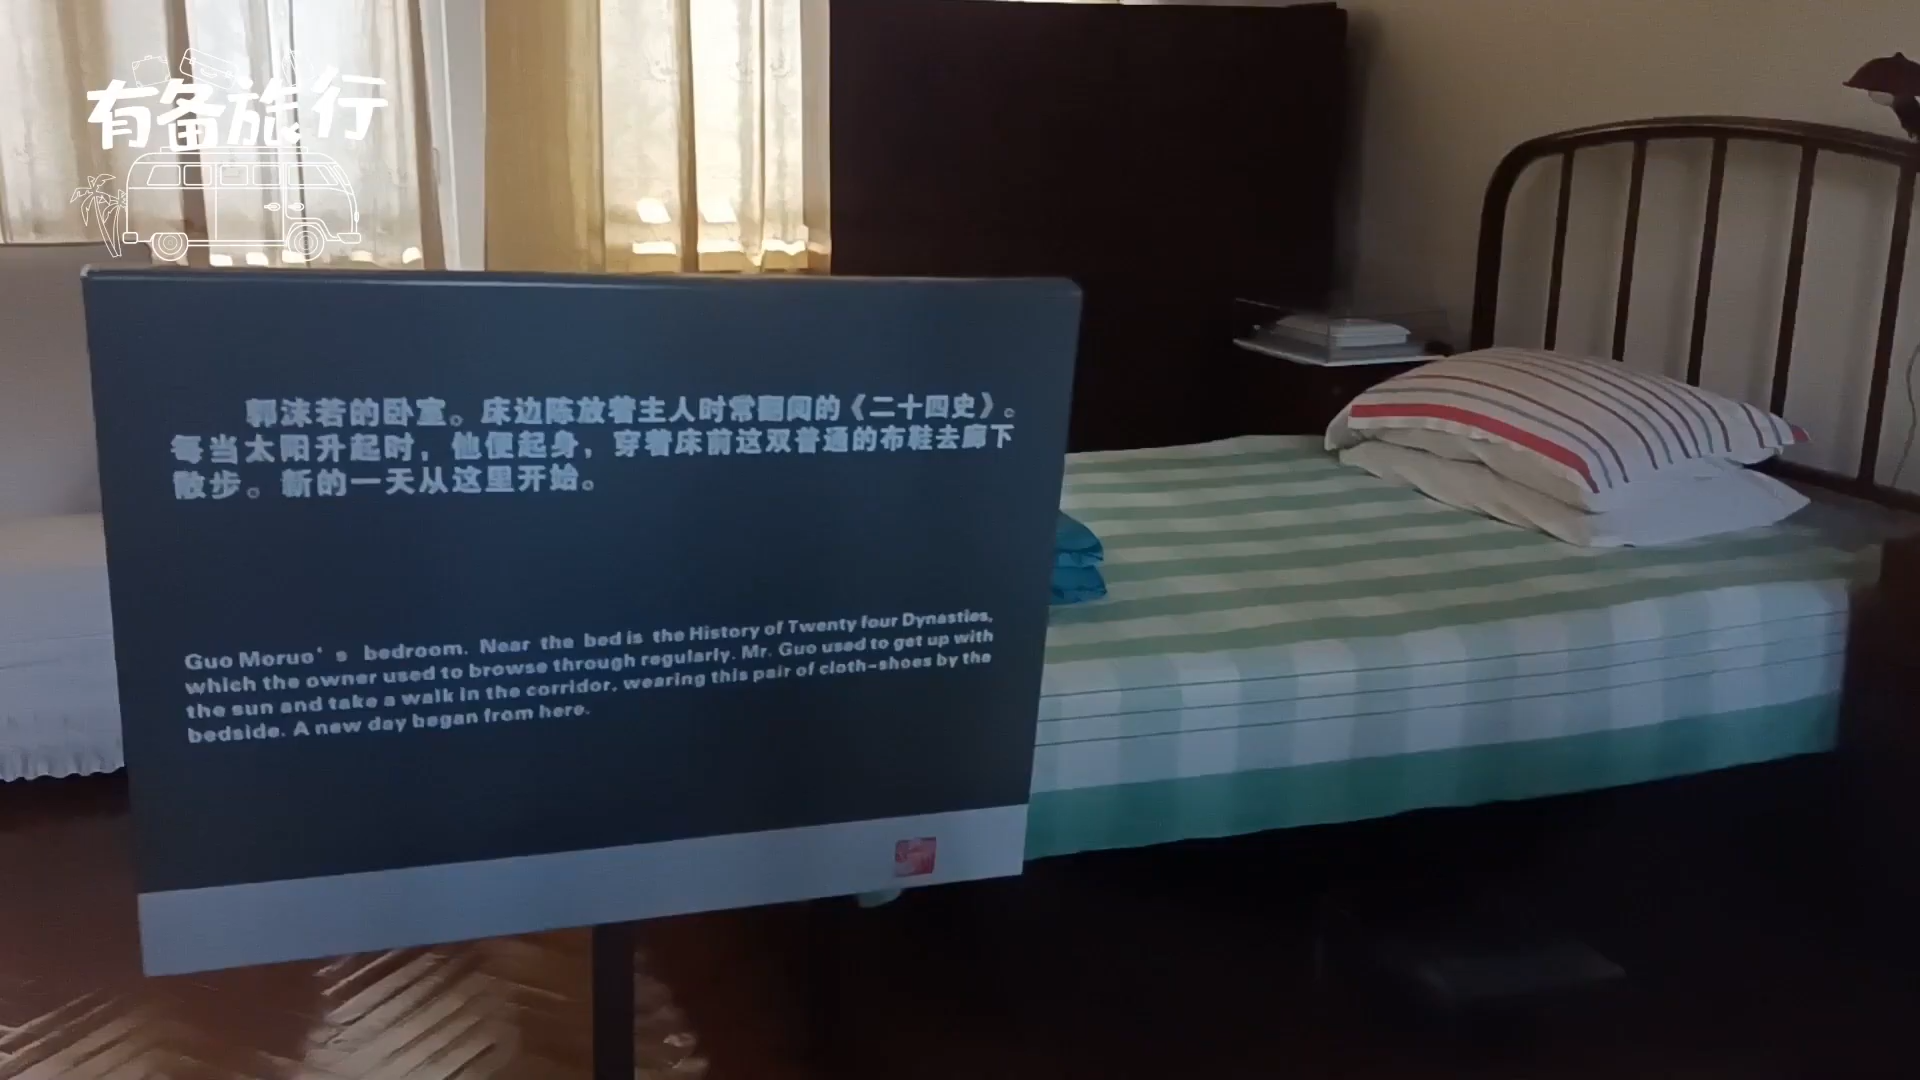 有备旅行
郭沫若的卧室。床边陈放着主人时常翻阅的《二十四史》。
每当太阳升起时，他便起身，穿着床前这双普通的布鞋去廊下
散步。新的一天从这里开始。
Guo Moruo's bedroom. Near the bed is the History of Twenty four Dynasties,
which the owner used to browse through regularly. Mr. Guo used to get up with
the sun and take a walk in the corridor, wearing this pair of cloth-shoes by the
bedside. A new day began from here.